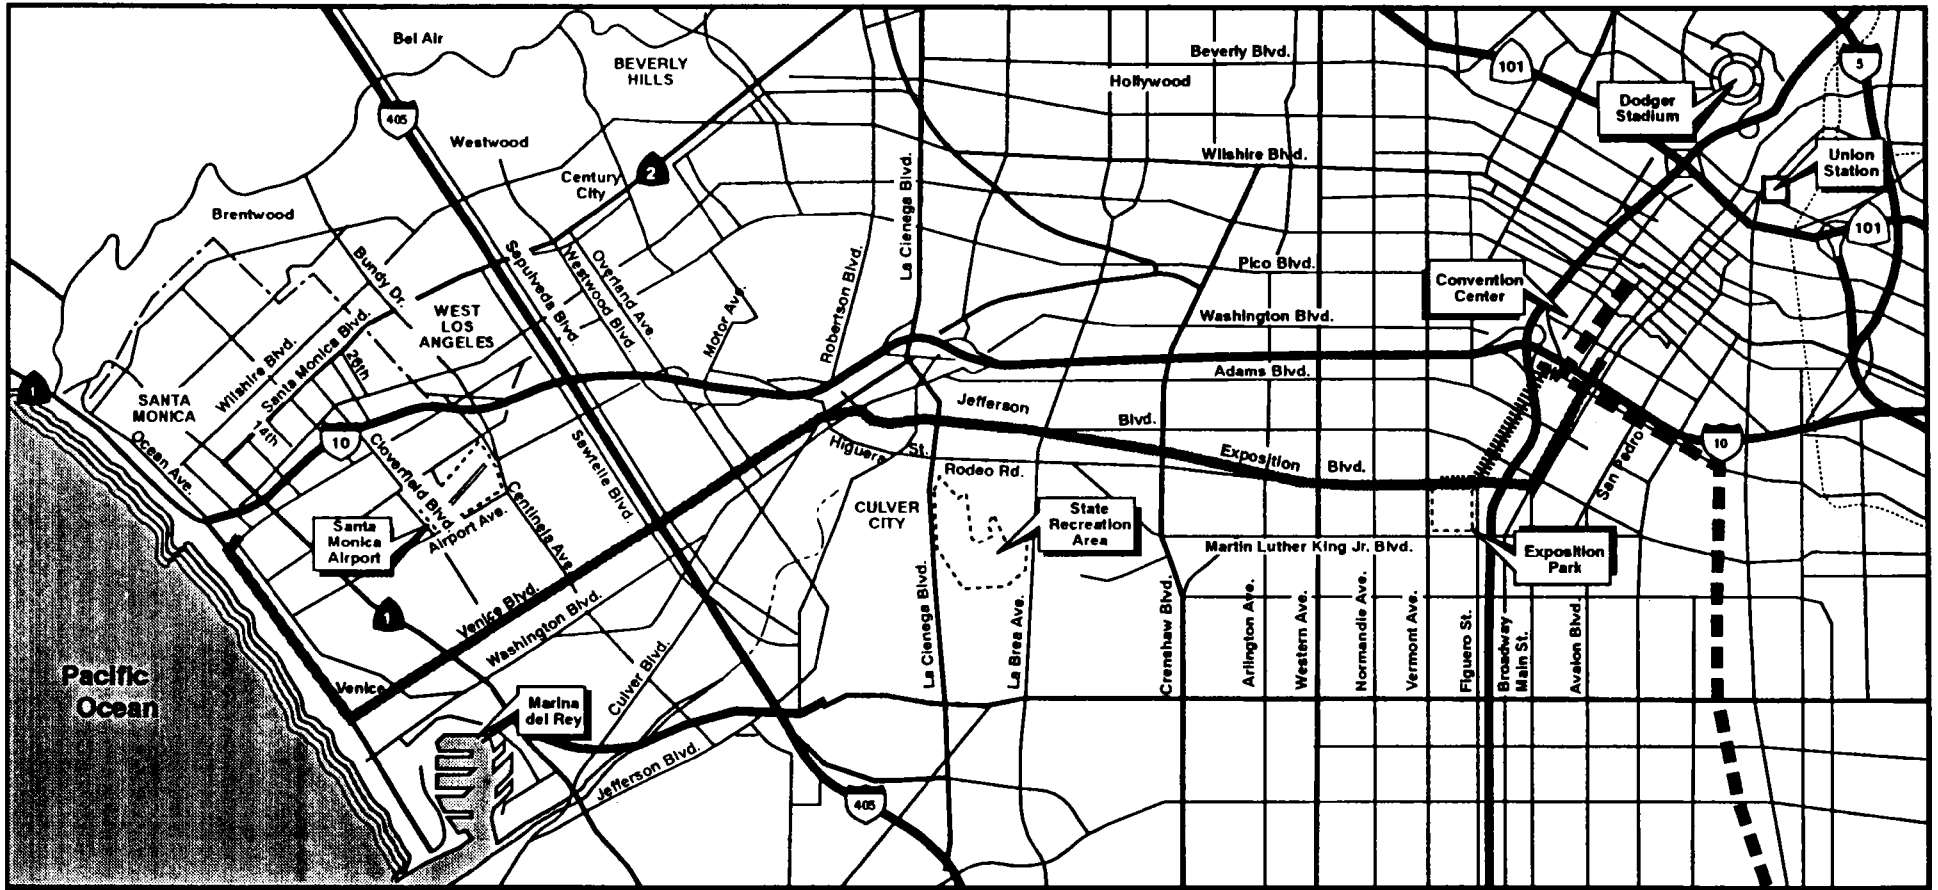 Bel Air
BEVERLY
HILLS
Beverly Blvd.
Hollywood
101
5
Dodger
Stadium
405
Westwood
Century
City
2
Wilshire Blvd.
Union
Station
Brentwood
La Cienega Blvd.
101
Bundy Dr.
Sapulveda Blvd
Westwood Blvd.
Overland Ave.
Motor Ave.
Robertson Blvd.
Pico Blvd.
Convention
Center
WEST
LOS
ANGELES
Washington Blvd.
Wilshire Blvd.
Santa Monica Blvd.
26th
14th
Adams Blvd.
1
SANTA
MONICA
Ocean Ave.
10
Cloverfield Blvd.
Jefferson
Blvd.
Higuera
St.
Exposition
Blvd.
Rodeo Rd.
10
San Pedro
Sawtelle Blvd.
Centinela Ave.
Airport Ave.
Santa
Monica
Airport
CULVER
CITY
State
Recreation
Area
Martin Luther King Jr. Blvd.
Exposition
Park
1
Venice Blvd.
Washington Blvd.
Culver Blvd.
La Cienega Blvd.
La Brea Ave.
Crenshaw Blvd.
Arlington Ave.
Western Ave.
Normandie Ave.
Vermont Ave.
Figuero St.
Broadway
Main St.
Avalon Blvd.
Pacific
Ocean
Venice
Marina
del Rey
Jefferson Blvd.
405